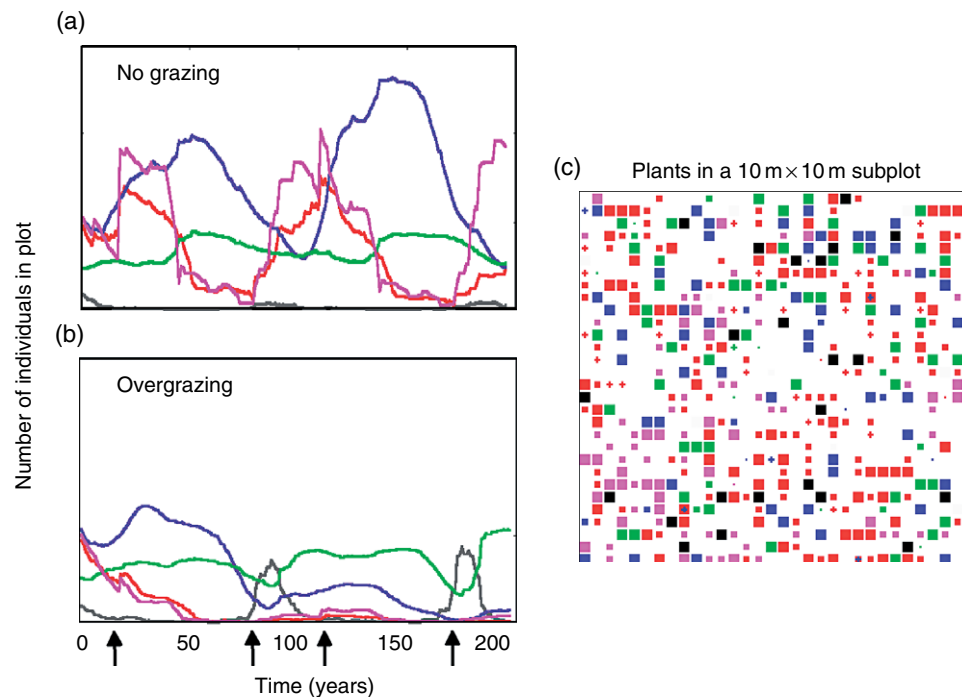 (a)
No grazing
(b)
Overgrazing
Number of individuals in plot
0 50 100 150 200
Time (years)
(c) Plants in a 10 m × 10 m subplot